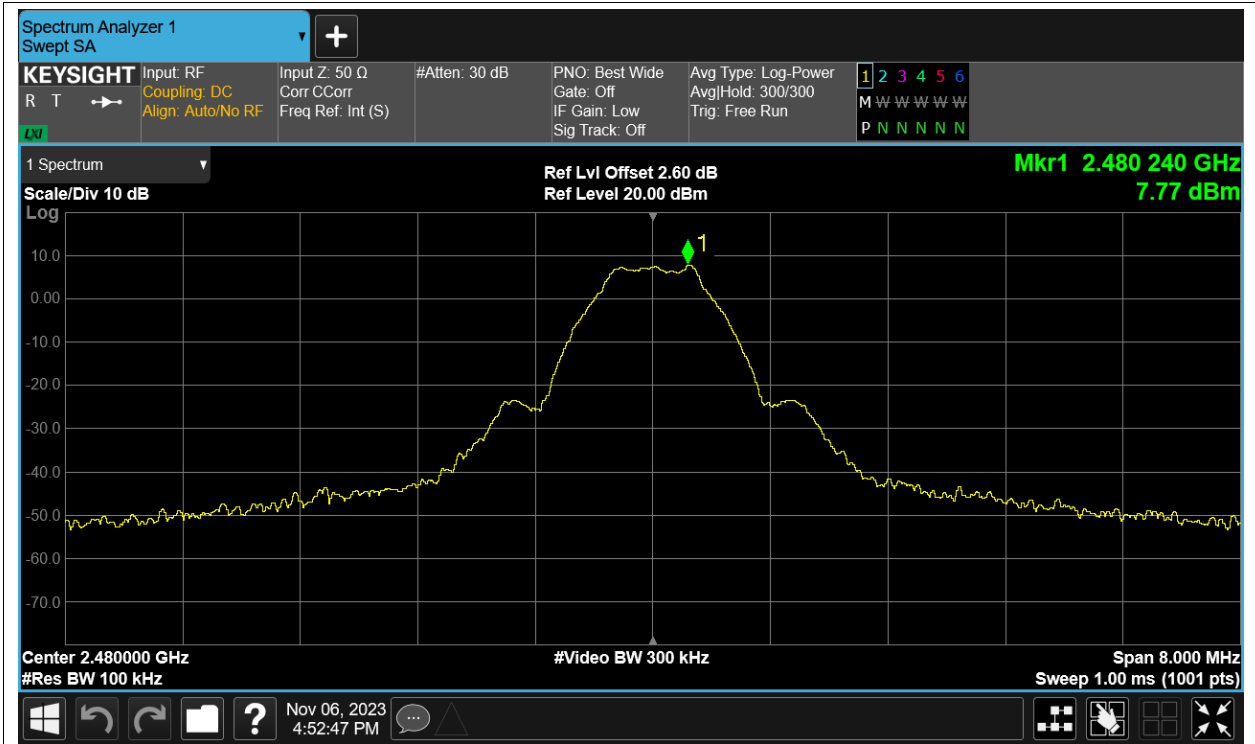 Spectrum Analyzer 1
Swept SA
KEYSIGHT
R T
LXI
Input: RF
Coupling: DC
Align: Auto/No RF
Input Z: 50 Ω
Corr CCorr
Freq Ref: Int (S)
#Atten: 30 dB
PNO: Best Wide
Gate: Off
IF Gain: Low
Sig Track: Off
Avg Type: Log-Power
Avg|Hold: 300/300
Trig: Free Run
1 2 3 4 5 6
M W W W W W
P N N N N N
1 Spectrum
Scale/Div 10 dB
Log
Ref Lvl Offset 2.60 dB
Ref Level 20.00 dBm
Mkr1 2.480 240 GHz
7.77 dBm
1
10.0
0.00
-10.0
-20.0
-30.0
-40.0
-50.0
-60.0
-70.0
Center 2.480000 GHz
#Res BW 100 kHz
#Video BW 300 kHz
Span 8.000 MHz
Sweep 1.00 ms (1001 pts)
?
Nov 06, 2023
4:52:47 PM